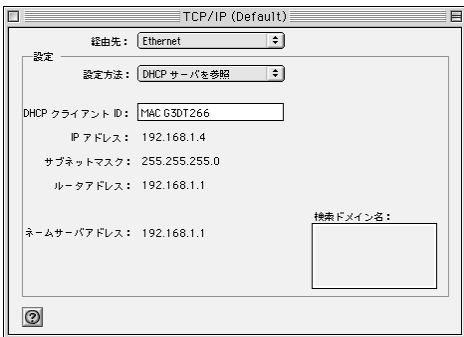 TCP/IP (Default)
経由先： Ethernet
設定
設定方法： DHCP サーバを参照
DHCP クライアント ID： MAC G3DT266
IP アドレス： 192.168.1.4
サブネットマスク： 255.255.255.0
ルータアドレス： 192.168.1.1
検索ドメイン名：
ネームサーバアドレス： 192.168.1.1
?